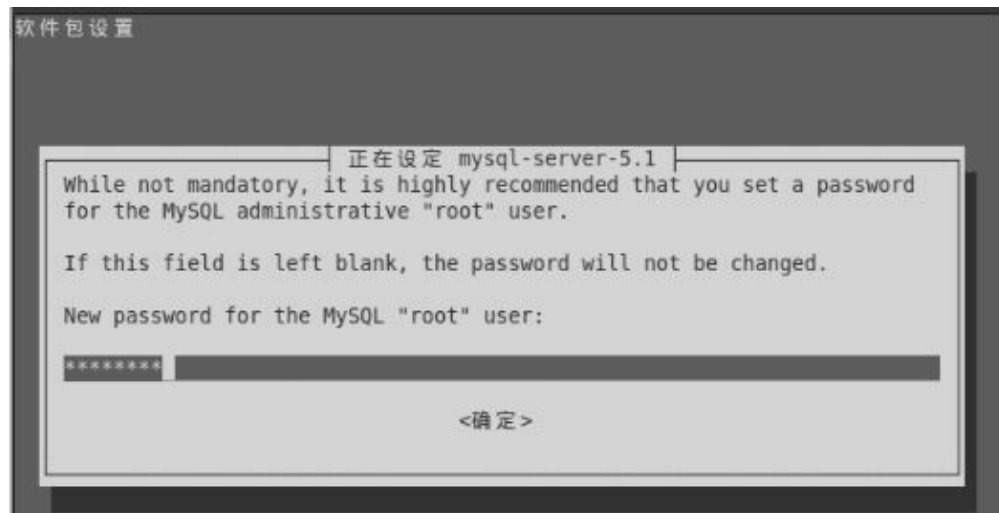 软件包设置
正在设定 mysql-server-5.1
While not mandatory, it is highly recommended that you set a password
for the MySQL administrative "root" user.
If this field is left blank, the password will not be changed.
New password for the MySQL "root" user:
********
<确定>